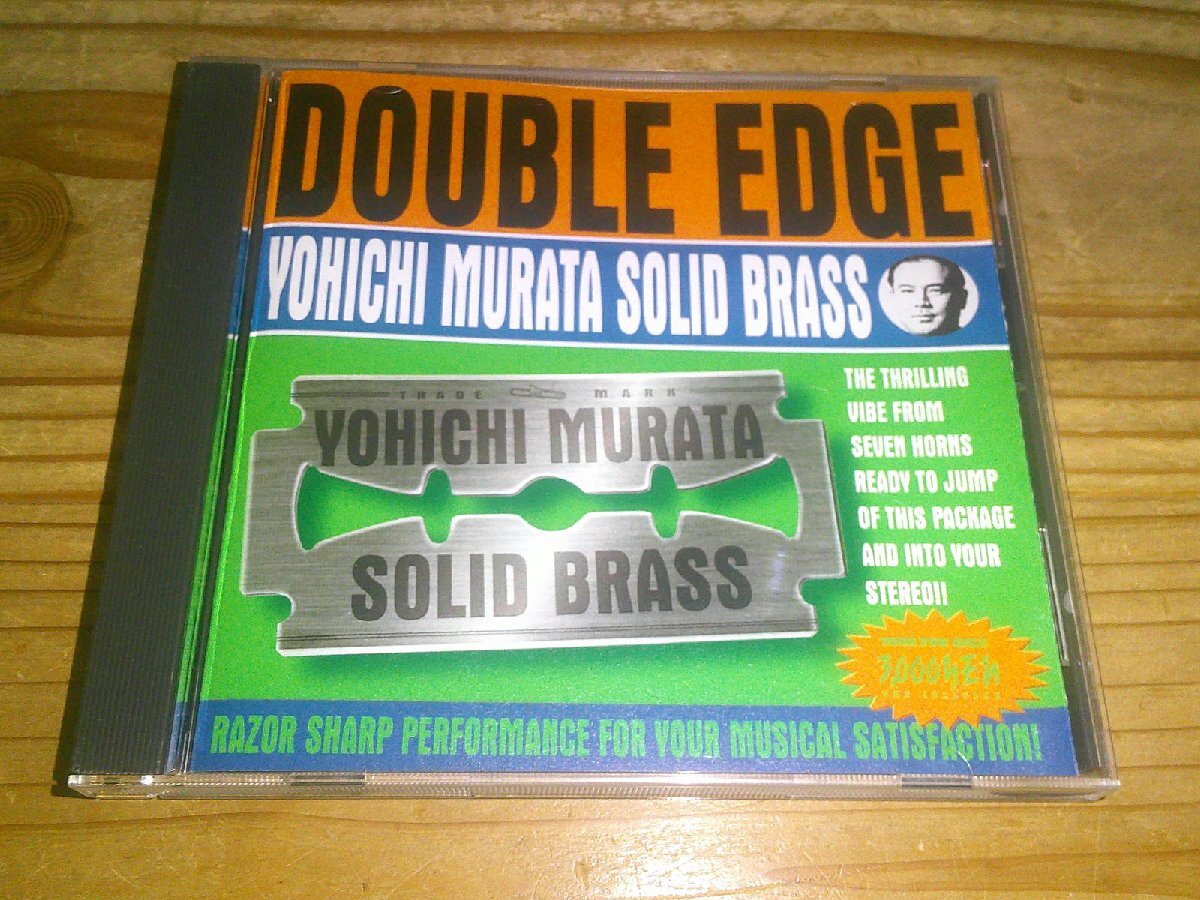 DOUBLE EDGE
YOHICHI MURATA SOLID BRASS
TRADE MARK
YOHICHI MURATA
SOLID BRASS
THE THRILLING
VIBE FROM
SEVEN HORNS
READY TO JUMP
OF THIS PACKAGE
AND INTO YOUR
STEREO!!
RAZOR SHARP PERFORMANCE FOR YOUR MUSICAL SATISFACTION!